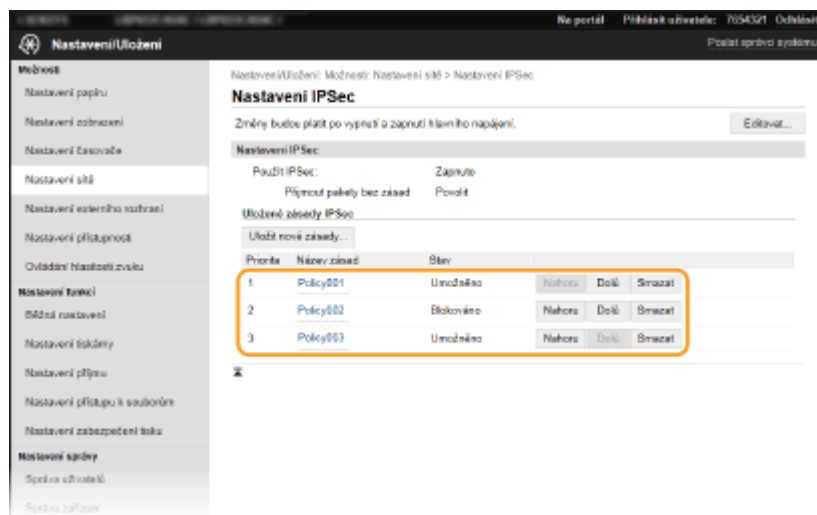 Na portál Přihlásit uživatele: 7654321 Odhlásit
Nastavení/Uložení
Poslat zprávci systému
Možnosti
Nastavení papíru
Nastavení zobrazení
Nastavení časovače
Nastavení sítě
Nastavení externího rozhraní
Nastavení přístupnosti
Ovládání hlasitosti zvuku
Nastavení funkcí
Běžná nastavení
Nastavení tiskárny
Nastavení příjmu
Nastavení přístupu k souborům
Nastavení zabezpečení tisku
Nastavení správy
Správa uživatelů
Správa zařízení
Nastavení/Uložení: Možnosti: Nastavení sítě > Nastavení IPSec
Nastavení IPSec
Změny budou platit po vypnutí a zapnutí hlavního napájení.
Editovat...
Nastavení IPSec
Použít IPSec: Zapnuto
Přijmout pakety bez zásad Povolit
Uložené zásady IPSec
Uložit nové zásady...
Priorita Název zásad Stav
1 Policy001 Umožněno Nahoru Dolů Smazat
2 Policy002 Blokováno Nahoru Dolů Smazat
3 Policy003 Umožněno Nahoru Dolů Smazat